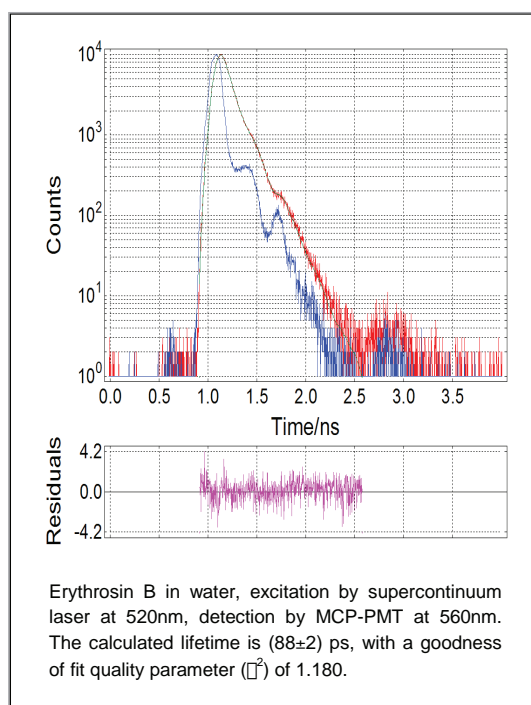 10⁴
10³
10²
10¹
10⁰
Counts
0.0 0.5 1.0 1.5 2.0 2.5 3.0 3.5
Time/ns
4.2
0.0
-4.2
Residuals
Erythrosin B in water, excitation by supercontinuum
laser at 520nm, detection by MCP-PMT at 560nm.
The calculated lifetime is (88±2) ps, with a goodness
of fit quality parameter (▯²) of 1.180.